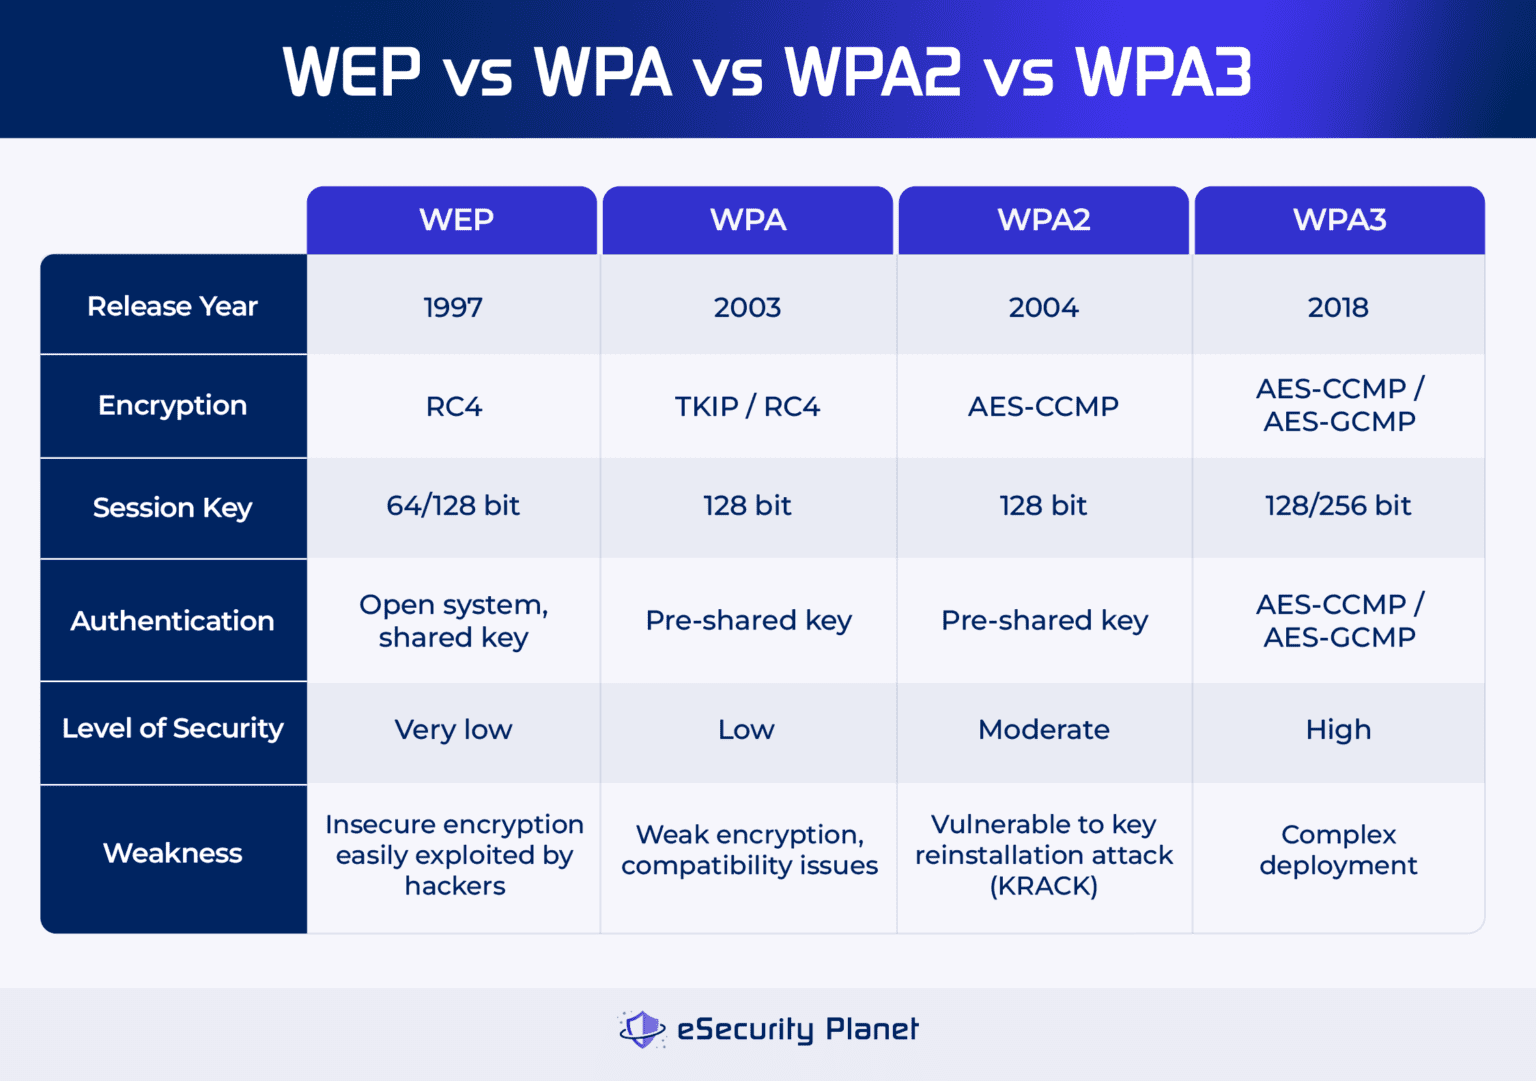 WEP vs WPA vs WPA2 vs WPA3
WEP WPA WPA2 WPA3
Release Year 1997 2003 2004 2018
Encryption RC4 TKIP / RC4 AES-CCMP AES-CCMP /
AES-GCMP
Session Key 64/128 bit 128 bit 128 bit 128/256 bit
Authentication Open system,
shared key Pre-shared key Pre-shared key AES-CCMP /
AES-GCMP
Level of Security Very low Low Moderate High
Weakness Insecure encryption
easily exploited by
hackers Weak encryption,
compatibility issues Vulnerable to key
reinstallation attack
(KRACK) Complex
deployment
eSecurity Planet